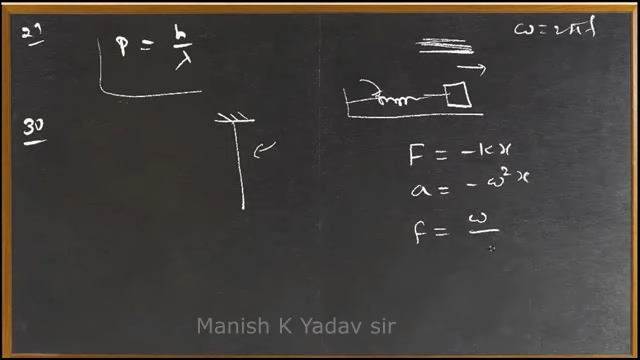 29
P = h/λ
30
ω = 2πf
F = -kx
a = -ω²x
f = ω
Manish K Yadav sir